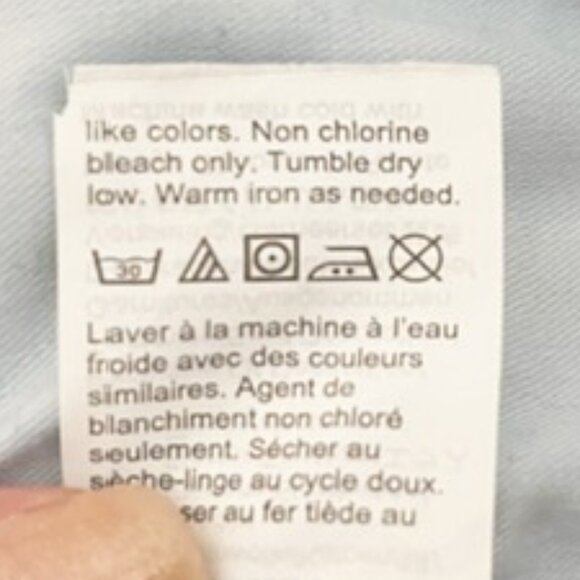 like colors. Non chlorine
bleach only. Tumble dry
low. Warm iron as needed.
30
Laver à la machine à l'eau
froide avec des couleurs
similaires. Agent de
blanchiment non chloré
seulement. Sécher au
sèche-linge au cycle doux.
ser au fer tiède au